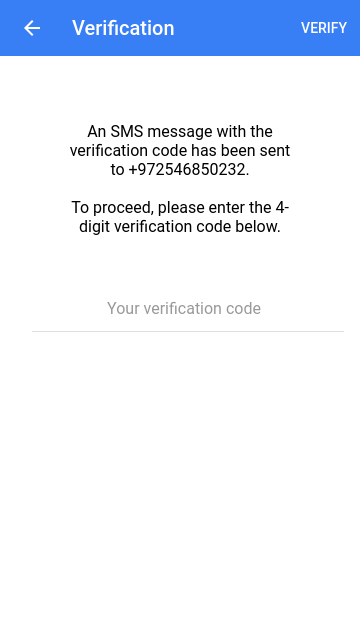 Verification
VERIFY
An SMS message with the
verification code has been sent
to +972546850232.
To proceed, please enter the 4-
digit verification code below.
Your verification code